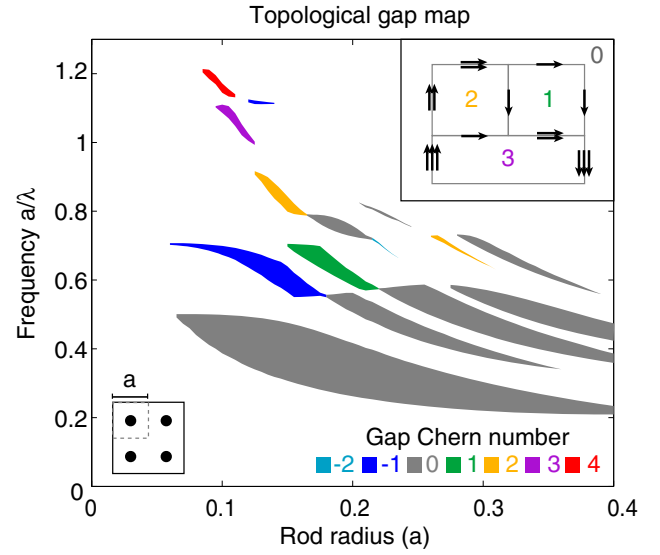 Topological gap map
Frequency a/λ
1.2
1
0.8
0.6
0.4
0.2
0
0
2
1
3
a
Gap Chern number
-2 -1 0 1 2 3 4
0 0.1 0.2 0.3 0.4
Rod radius (a)